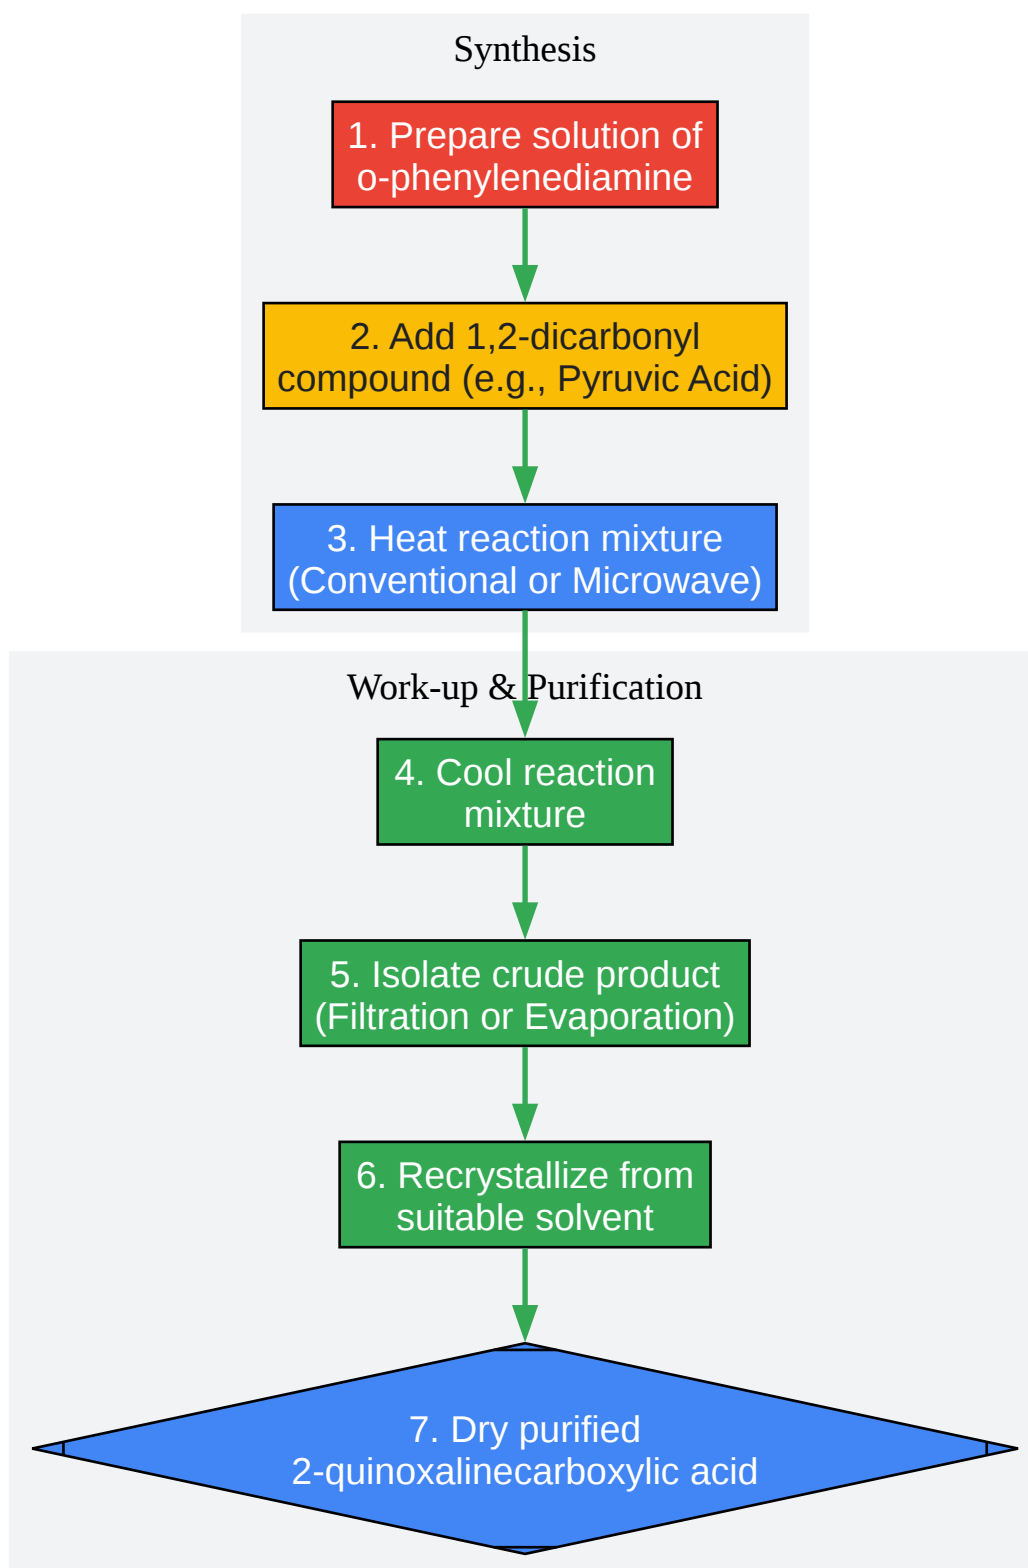 Synthesis
1. Prepare solution of
o-phenylenediamine
2. Add 1,2-dicarbonyl
compound (e.g., Pyruvic Acid)
3. Heat reaction mixture
(Conventional or Microwave)
Work-up & Purification
4. Cool reaction
mixture
5. Isolate crude product
(Filtration or Evaporation)
6. Recrystallize from
suitable solvent
7. Dry purified
2-quinoxalinecarboxylic acid